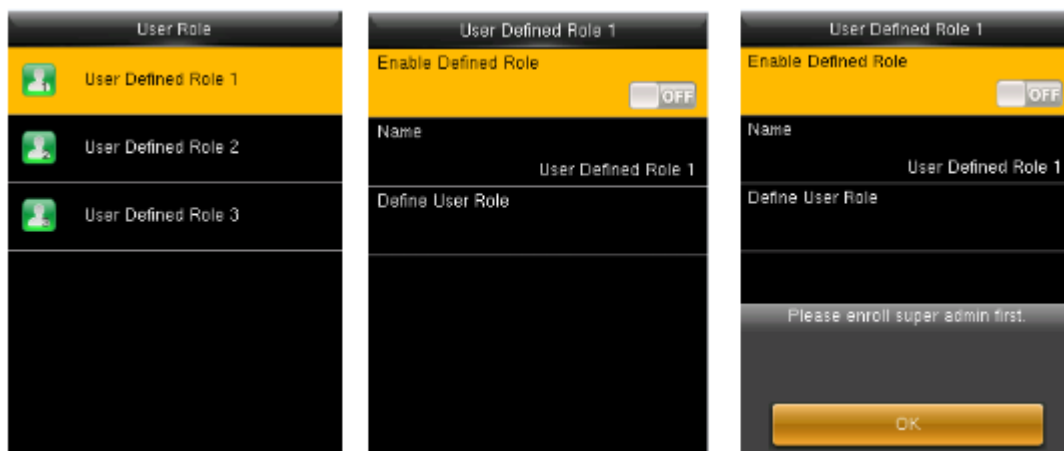 User Role
User Defined Role 1
User Defined Role 2
User Defined Role 3
User Defined Role 1
Enable Defined Role
OFF
Name
User Defined Role 1
Define User Role
User Defined Role 1
Enable Defined Role
OFF
Name
User Defined Role 1
Define User Role
Please enroll super admin first.
OK